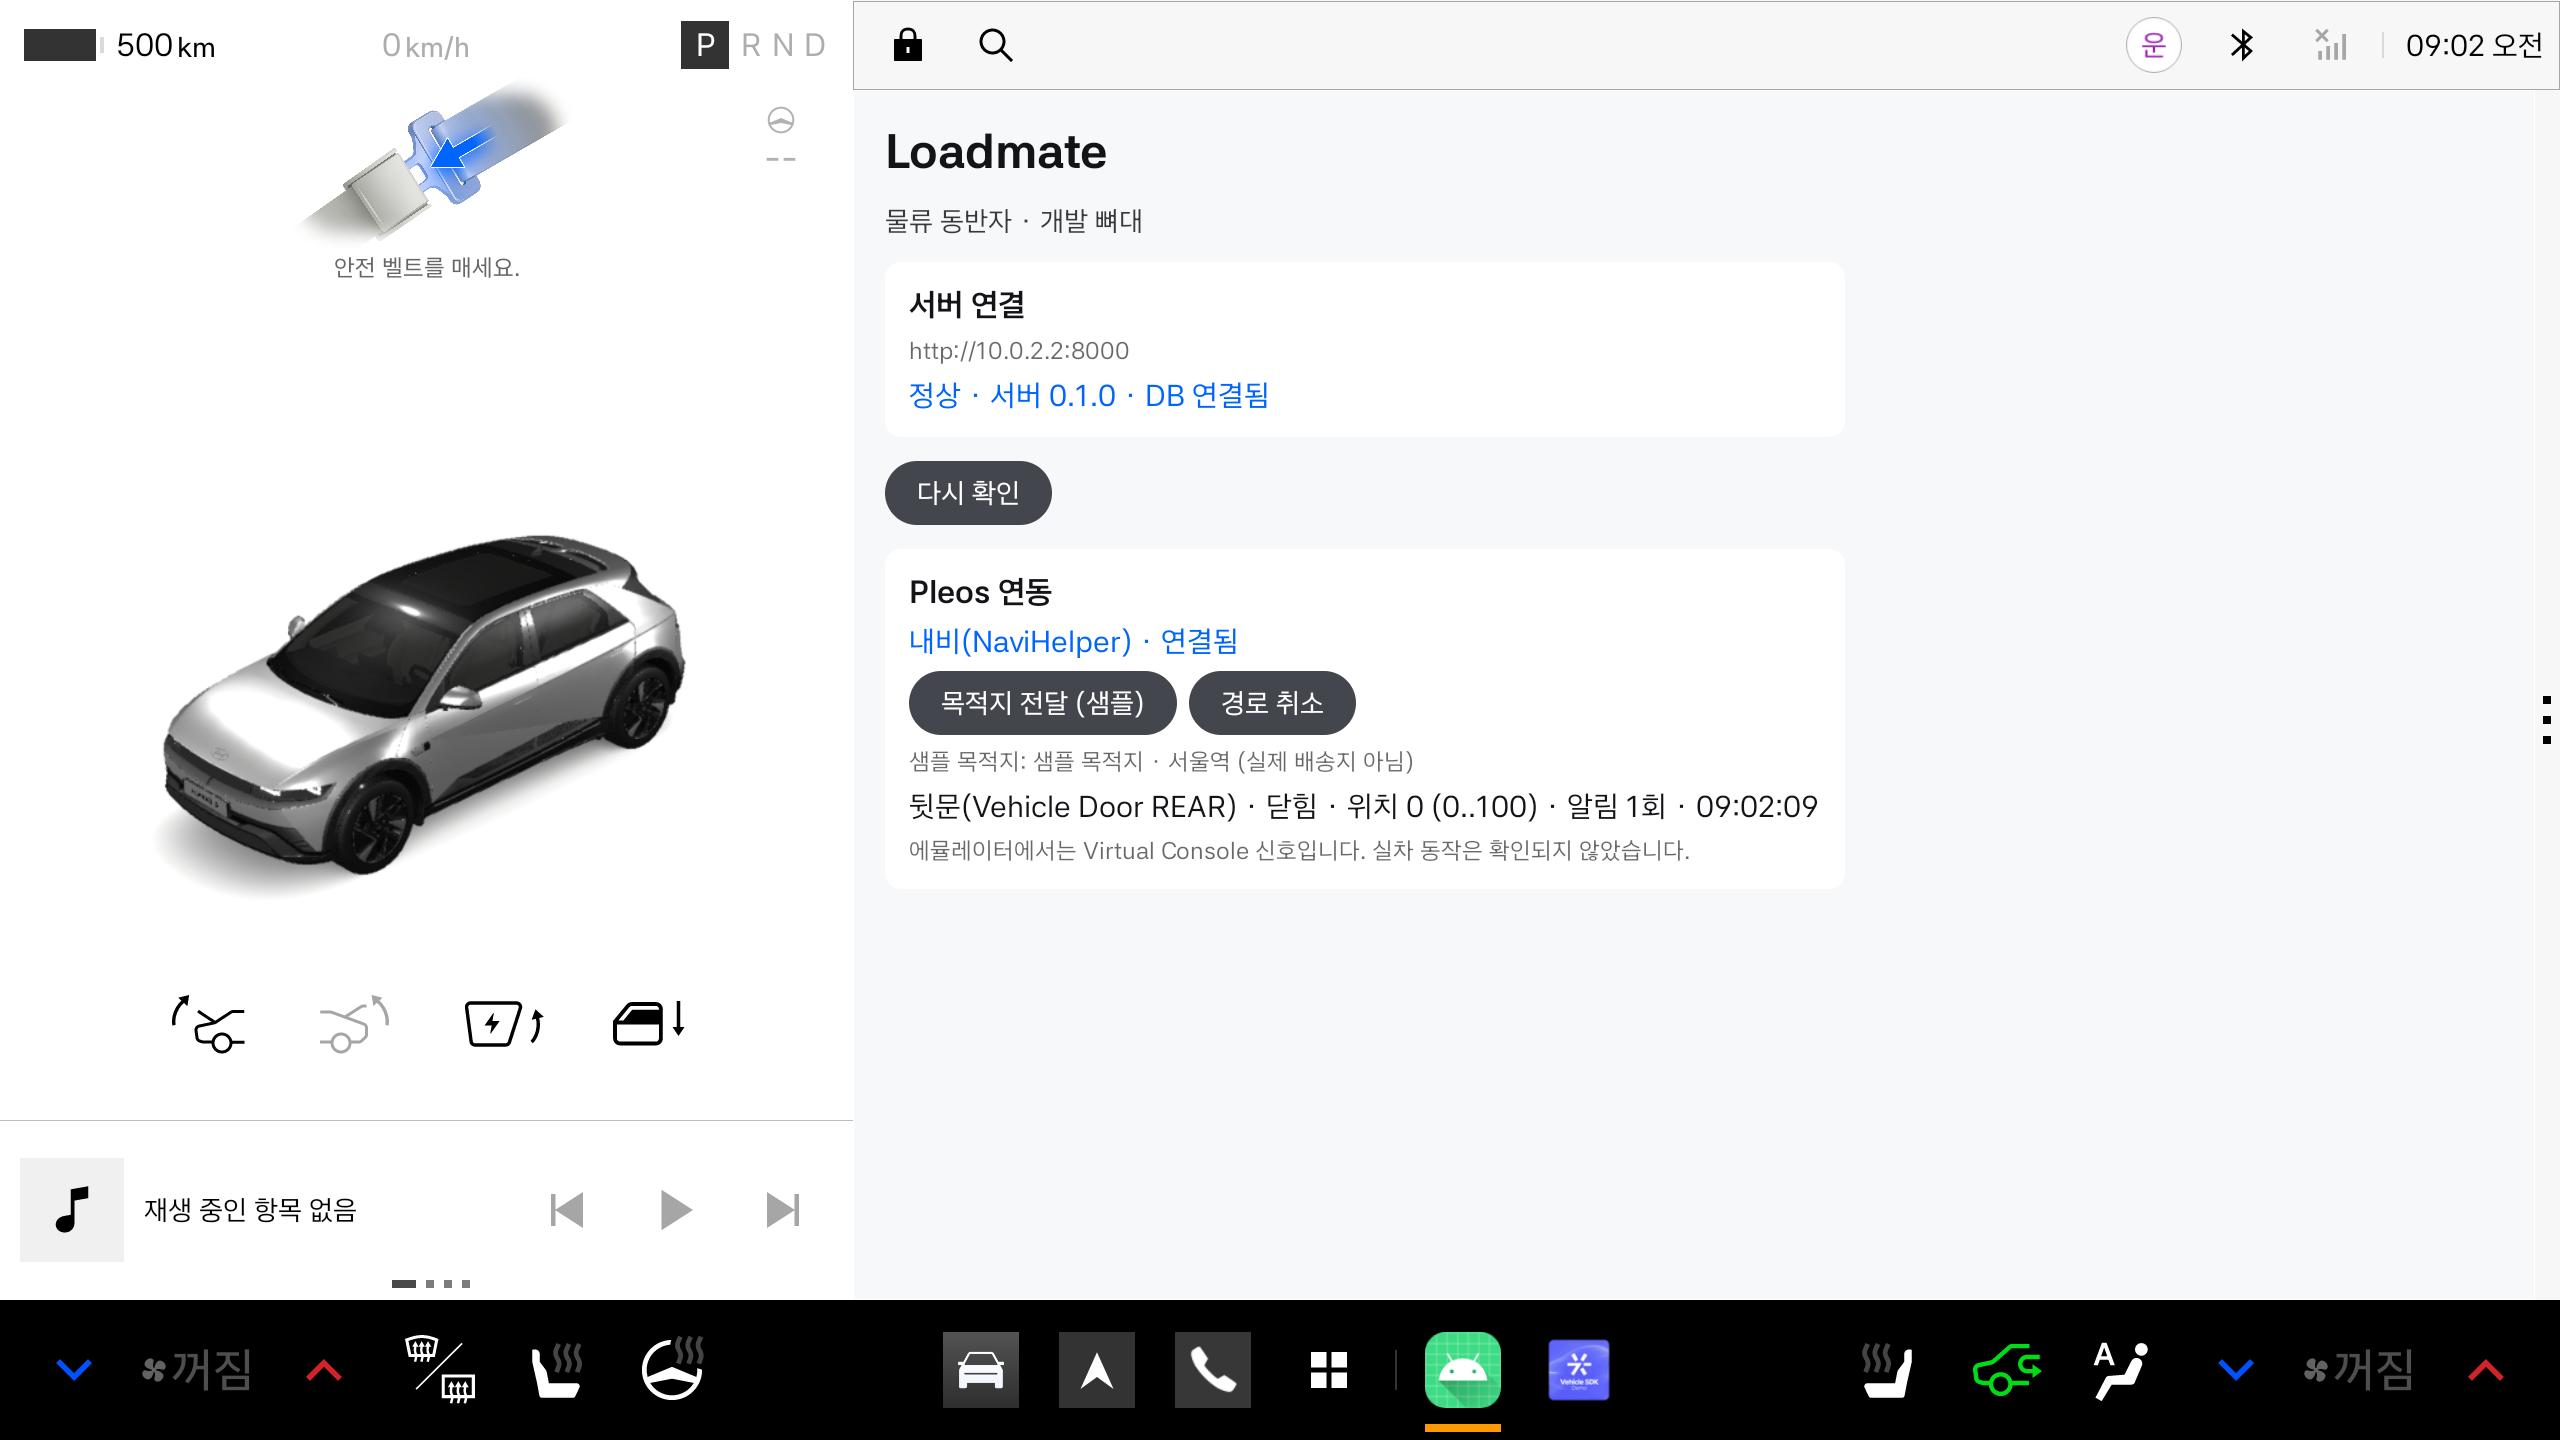 500 km
0 km/h
P R N D
안전 벨트를 매세요.
재생 중인 항목 없음
운
09:02 오전
Loadmate
물류 동반자 · 개발 뼈대
서버 연결
http://10.0.2.2:8000
정상 · 서버 0.1.0 · DB 연결됨
다시 확인
Pleos 연동
내비(NaviHelper) · 연결됨
목적지 전달 (샘플)
경로 취소
샘플 목적지: 샘플 목적지 · 서울역 (실제 배송지 아님)
뒷문(Vehicle Door REAR) · 닫힘 · 위치 0 (0..100) · 알림 1회 · 09:02:09
에뮬레이터에서는 Virtual Console 신호입니다. 실차 동작은 확인되지 않았습니다.
꺼짐
Vehicle SDK
Demo
A
꺼짐